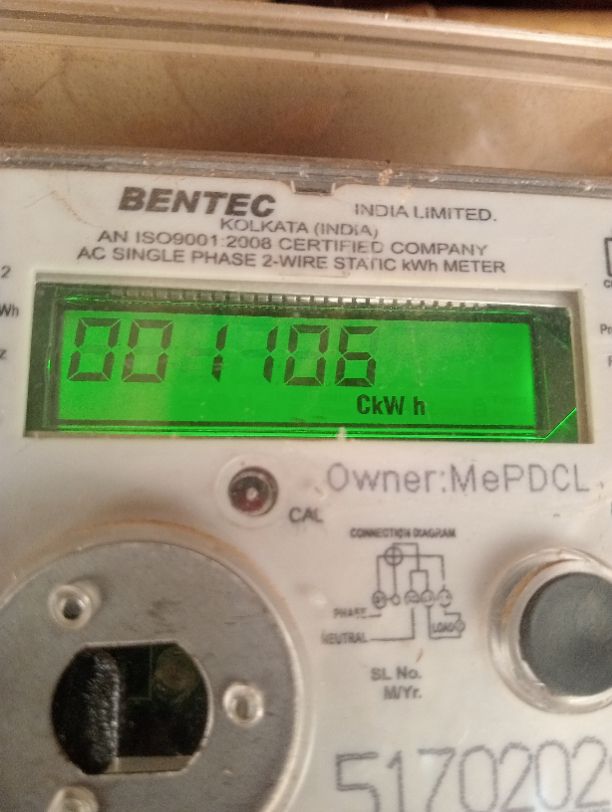 BENTEC INDIA LIMITED.
KOLKATA (INDIA)
AN ISO9001:2008 CERTIFIED COMPANY
AC SINGLE PHASE 2-WIRE STATIC kWh METER
001106
CkWh
Owner:MePDCL
CAL
CONNECTION DIAGRAM
PHASE
NEUTRAL
LOAD
SL No.
M/Yr.
5170202